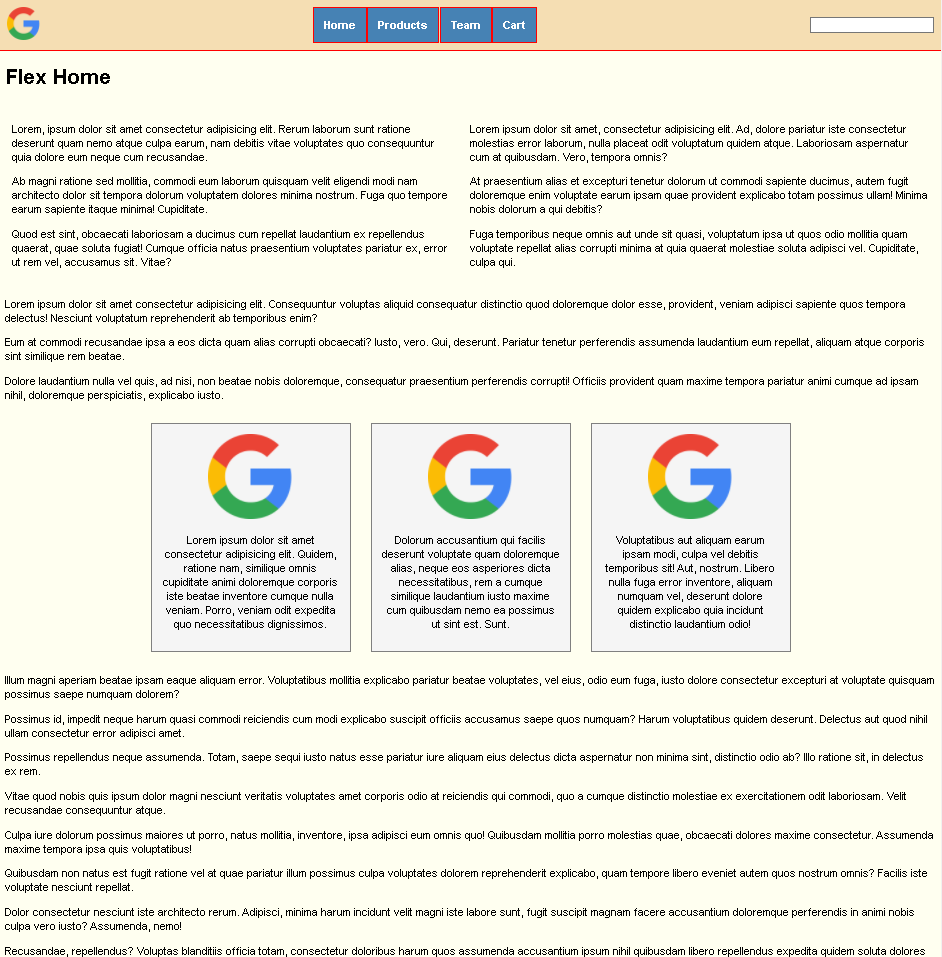 Home Products Team Cart
Flex Home
Lorem, ipsum dolor sit amet consectetur adipisicing elit. Rerum laborum sunt ratione
deserunt quam nemo atque culpa earum, nam debitis vitae voluptates quo consequuntur
quia dolore eum neque cum recusandae.
Ab magni ratione sed mollitia, commodi eum laborum quisquam velit eligendi modi nam
architecto dolor sit tempora dolorum voluptatem dolores minima nostrum. Fuga quo tempore
earum sapiente itaque minima! Cupiditate.
Quod est sint, obcaecati laboriosam a ducimus cum repellat laudantium ex repellendus
quaerat, quae soluta fugiat! Cumque officia natus praesentium voluptates pariatur ex, error
ut rem vel, accusamus sit. Vitae?
Lorem ipsum dolor sit amet, consectetur adipisicing elit. Ad, dolore pariatur iste consectetur
molestias error laborum, nulla placeat odit voluptatum quidem atque. Laboriosam aspernatur
cum at quibusdam. Vero, tempora omnis?
At praesentium alias et excepturi tenetur dolorum ut commodi sapiente ducimus, autem fugit
doloremque enim voluptate earum ipsam quae provident explicabo totam possimus ullam! Minima
nobis dolorum a qui debitis?
Fuga temporibus neque omnis aut unde sit quasi, voluptatum ipsa ut quos odio mollitia quam
voluptate repellat alias corrupti minima at quia quaerat molestiae soluta adipisci vel. Cupiditate,
culpa qui.
Lorem ipsum dolor sit amet consectetur adipisicing elit. Consequuntur voluptas aliquid consequatur distinctio quod doloremque dolor esse, provident, veniam adipisci sapiente quos tempora
delectus! Nesciunt voluptatum reprehenderit ab temporibus enim?
Eum at commodi recusandae ipsa a eos dicta quam alias corrupti obcaecati? Iusto, vero. Qui, deserunt. Pariatur tenetur perferendis assumenda laudantium eum repellat, aliquam atque corporis
sint similique rem beatae.
Dolore laudantium nulla vel quis, ad nisi, non beatae nobis doloremque, consequatur praesentium perferendis corrupti! Officiis provident quam maxime tempora pariatur animi cumque ad ipsam
nihil, doloremque perspiciatis, explicabo iusto.
Lorem ipsum dolor sit amet
consectetur adipisicing elit. Quidem,
ratione nam, similique omnis
cupiditate animi doloremque corporis
iste beatae inventore cumque nulla
veniam. Porro, veniam odit expedita
quo necessitatibus dignissimos.
Dolorum accusantium qui facilis
deserunt voluptate quam doloremque
alias, neque eos asperiores dicta
necessitatibus, rem a cumque
similique laudantium iusto maxime
cum quibusdam nemo ea possimus
ut sint est. Sunt.
Voluptatibus aut aliquam earum
ipsam modi, culpa vel debitis
temporibus sit! Aut, nostrum. Libero
nulla fuga error inventore, aliquam
numquam vel, deserunt dolore
quidem explicabo quia incidunt
distinctio laudantium odio!
Illum magni aperiam beatae ipsam eaque aliquam error. Voluptatibus mollitia explicabo pariatur beatae voluptates, vel eius, odio eum fuga, iusto dolore consectetur excepturi at voluptate quisquam
possimus saepe numquam dolorem?
Possimus id, impedit neque harum quasi commodi reiciendis cum modi explicabo suscipit officiis accusamus saepe quos numquam? Harum voluptatibus quidem deserunt. Delectus aut quod nihil
ullam consectetur error adipisci amet.
Possimus repellendus neque assumenda. Totam, saepe sequi iusto natus esse pariatur iure aliquam eius delectus dicta aspernatur non minima sint, distinctio odio ab? Illo ratione sit, in delectus
ex rem.
Vitae quod nobis quis ipsum dolor magni nesciunt veritatis voluptates amet corporis odio at reiciendis qui commodi, quo a cumque distinctio molestiae ex exercitationem odit laboriosam. Velit
recusandae consequuntur atque.
Culpa iure dolorum possimus maiores ut porro, natus mollitia, inventore, ipsa adipisci eum omnis quo! Quibusdam mollitia porro molestias quae, obcaecati dolores maxime consectetur. Assumenda
maxime tempora ipsa quis voluptatibus!
Quibusdam non natus est fugit ratione vel at quae pariatur illum possimus culpa voluptates dolorem reprehenderit explicabo, quam tempore libero eveniet autem quos nostrum omnis? Facilis iste
voluptate nesciunt repellat.
Dolor consectetur nesciunt iste architecto rerum. Adipisci, minima harum incidunt velit magni iste labore sunt, fugit suscipit magnam facere accusantium doloremque perferendis in animi nobis
culpa vero iusto? Assumenda, nemo!
Recusandae, repellendus? Voluptas blanditiis officia totam, consectetur doloribus harum quos assumenda accusantium ipsum nihil quibusdam libero repellendus expedita quidem soluta dolores